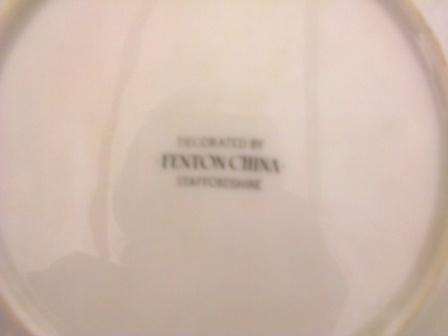 DECORATED BY
FENTON CHINA
STAFFORDSHIRE